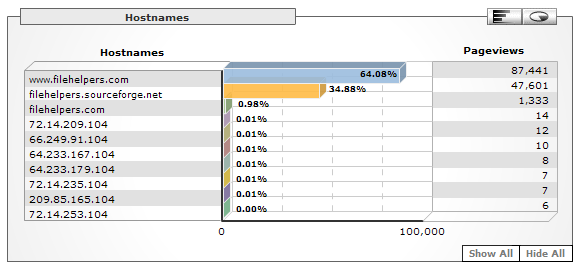 Hostnames
Hostnames Pageviews
www.filehelpers.com 64.08% 87,441
filehelpers.sourceforge.net 34.88% 47,601
filehelpers.com 0.98% 1,333
72.14.209.104 0.01% 14
66.249.91.104 0.01% 12
64.233.167.104 0.01% 10
64.233.179.104 0.01% 8
72.14.235.104 0.01% 7
209.85.165.104 0.01% 7
72.14.253.104 0.00% 6
0 100,000
Show All Hide All